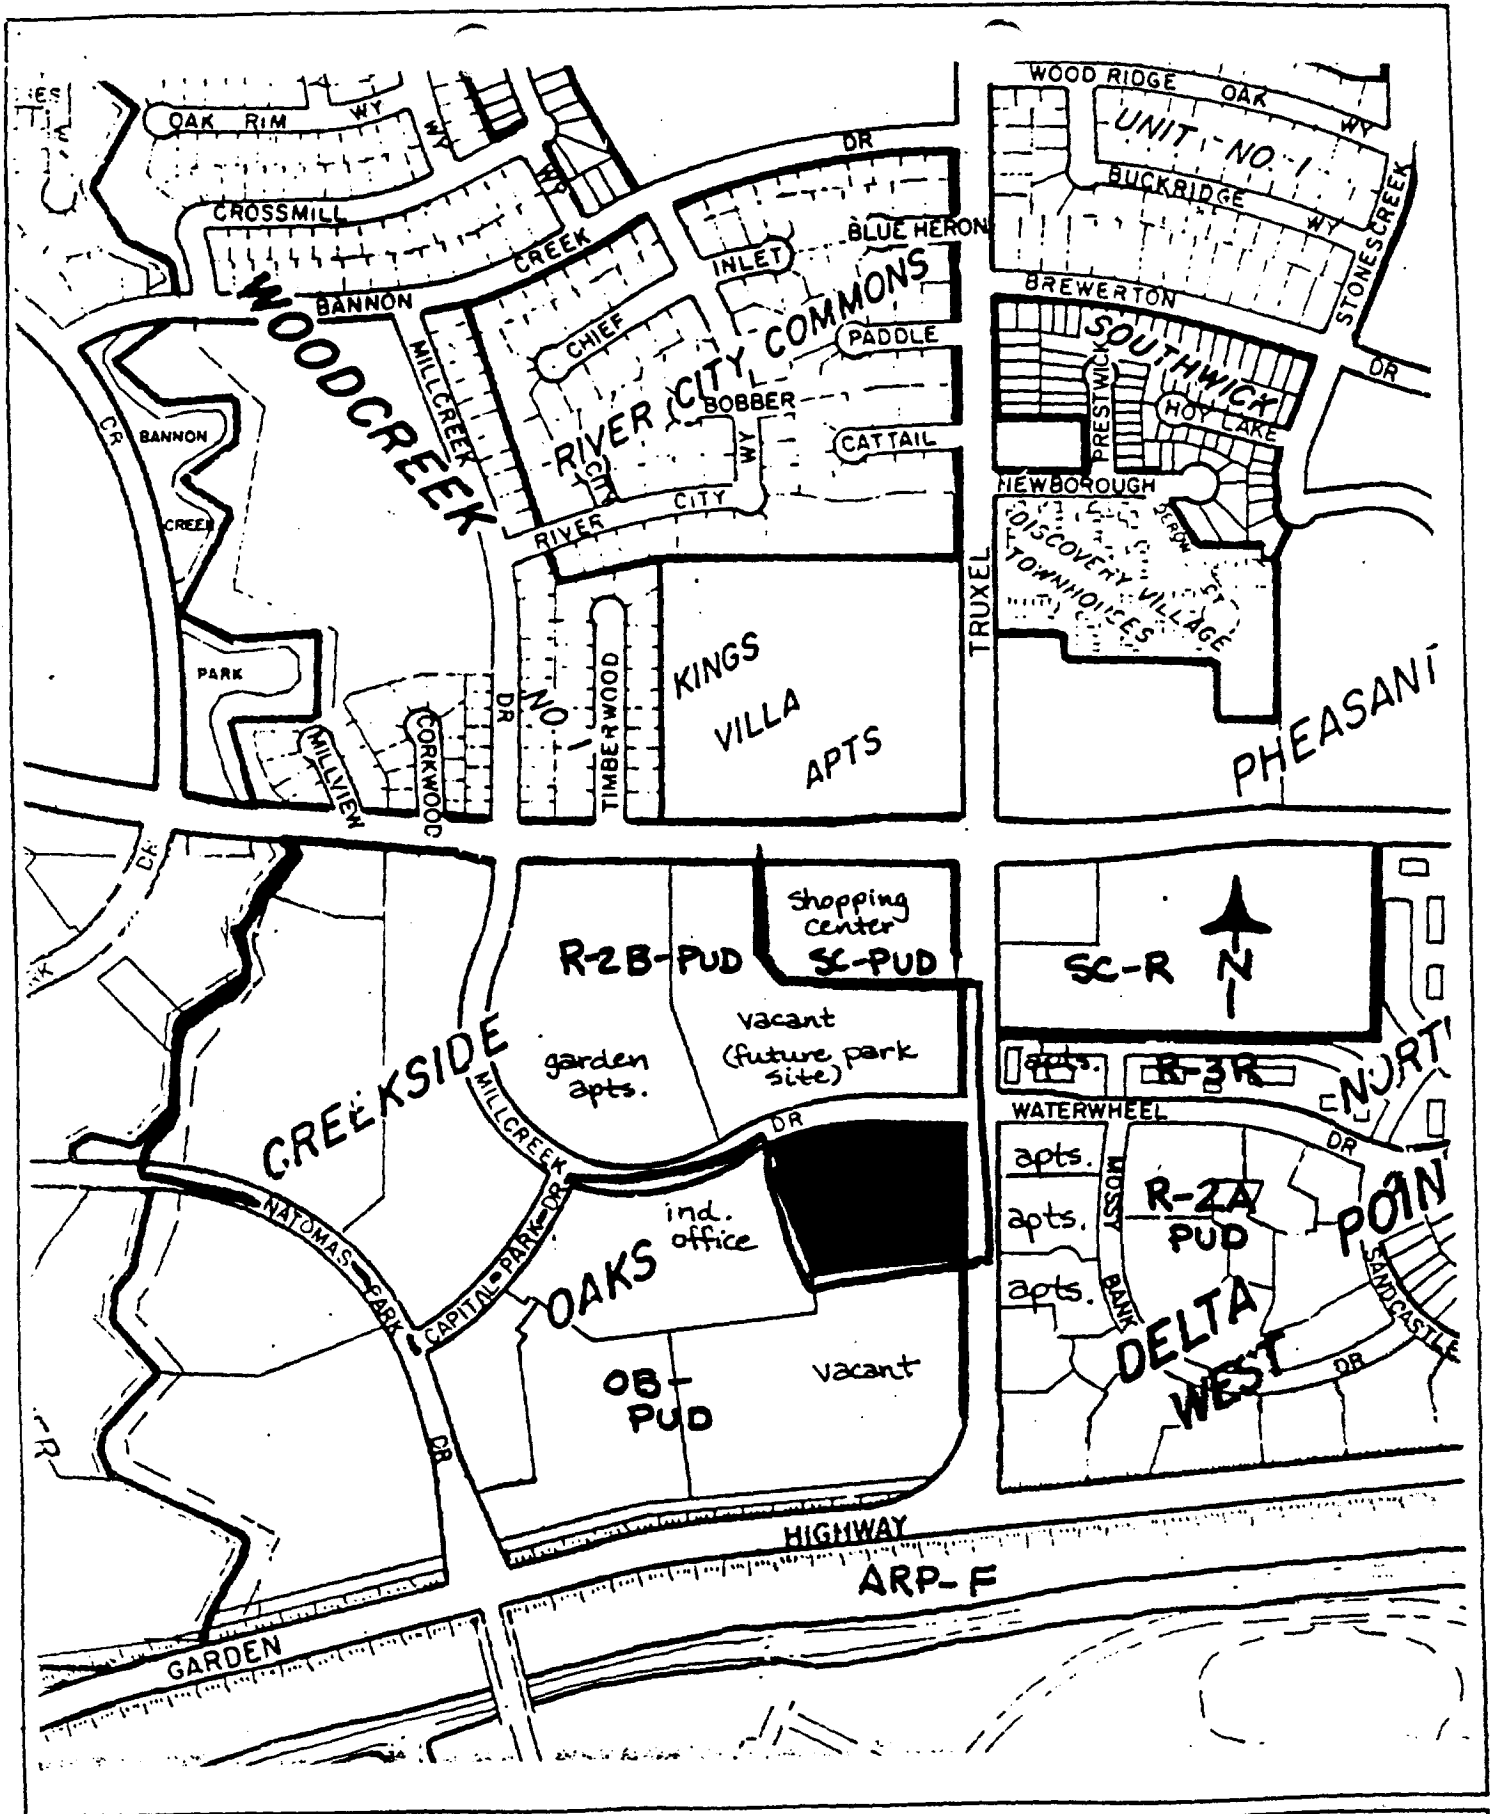 WOOD RIDGE OAK WY
OAK RIM WY
WY
UNIT NO. 1
DR
WY
BUCKRIDGE WY
CROSSMILL
STONESCREEK
BLUE HERON
CREEK
INLET
BANNON
BREWERTON
DR
WOODCREEK
RIVER CITY COMMONS
CHIEF
PADDLE
SOUTHWICK
MILLCREEK
PRESTWICK
BOBBER
HOY LAKE
CR
BANNON
CATTAIL
WY
CITY
CREEK
RIVER CITY
NEWBOROUGH
DISCOVERY VILLAGE
TOWNHOUSES
CT
TRUXEL
PARK
KINGS
VILLA
APTS
DR
NO 1
TIMBERWOOD
PHEASANT
MILLVIEW
CORKWOOD
DR
shopping
center
SC-PUD
R-2B-PUD
SC-R
N
vacant
(future park
site)
garden
apts.
CREEKSIDE
apts.
R-3R
MILLCREEK
DR
WATERWHEEL
DR
apts.
MOSSY
BANK
R-2A
PUD
apts.
POIN
NATOMAS PARK
DR
CAPITAL PARK DR
ind.
office
OAKS
apts.
SANDCASTLE
DELTA
WEST
DR
OB-
PUD
vacant
HIGHWAY
ARP-F
GARDEN